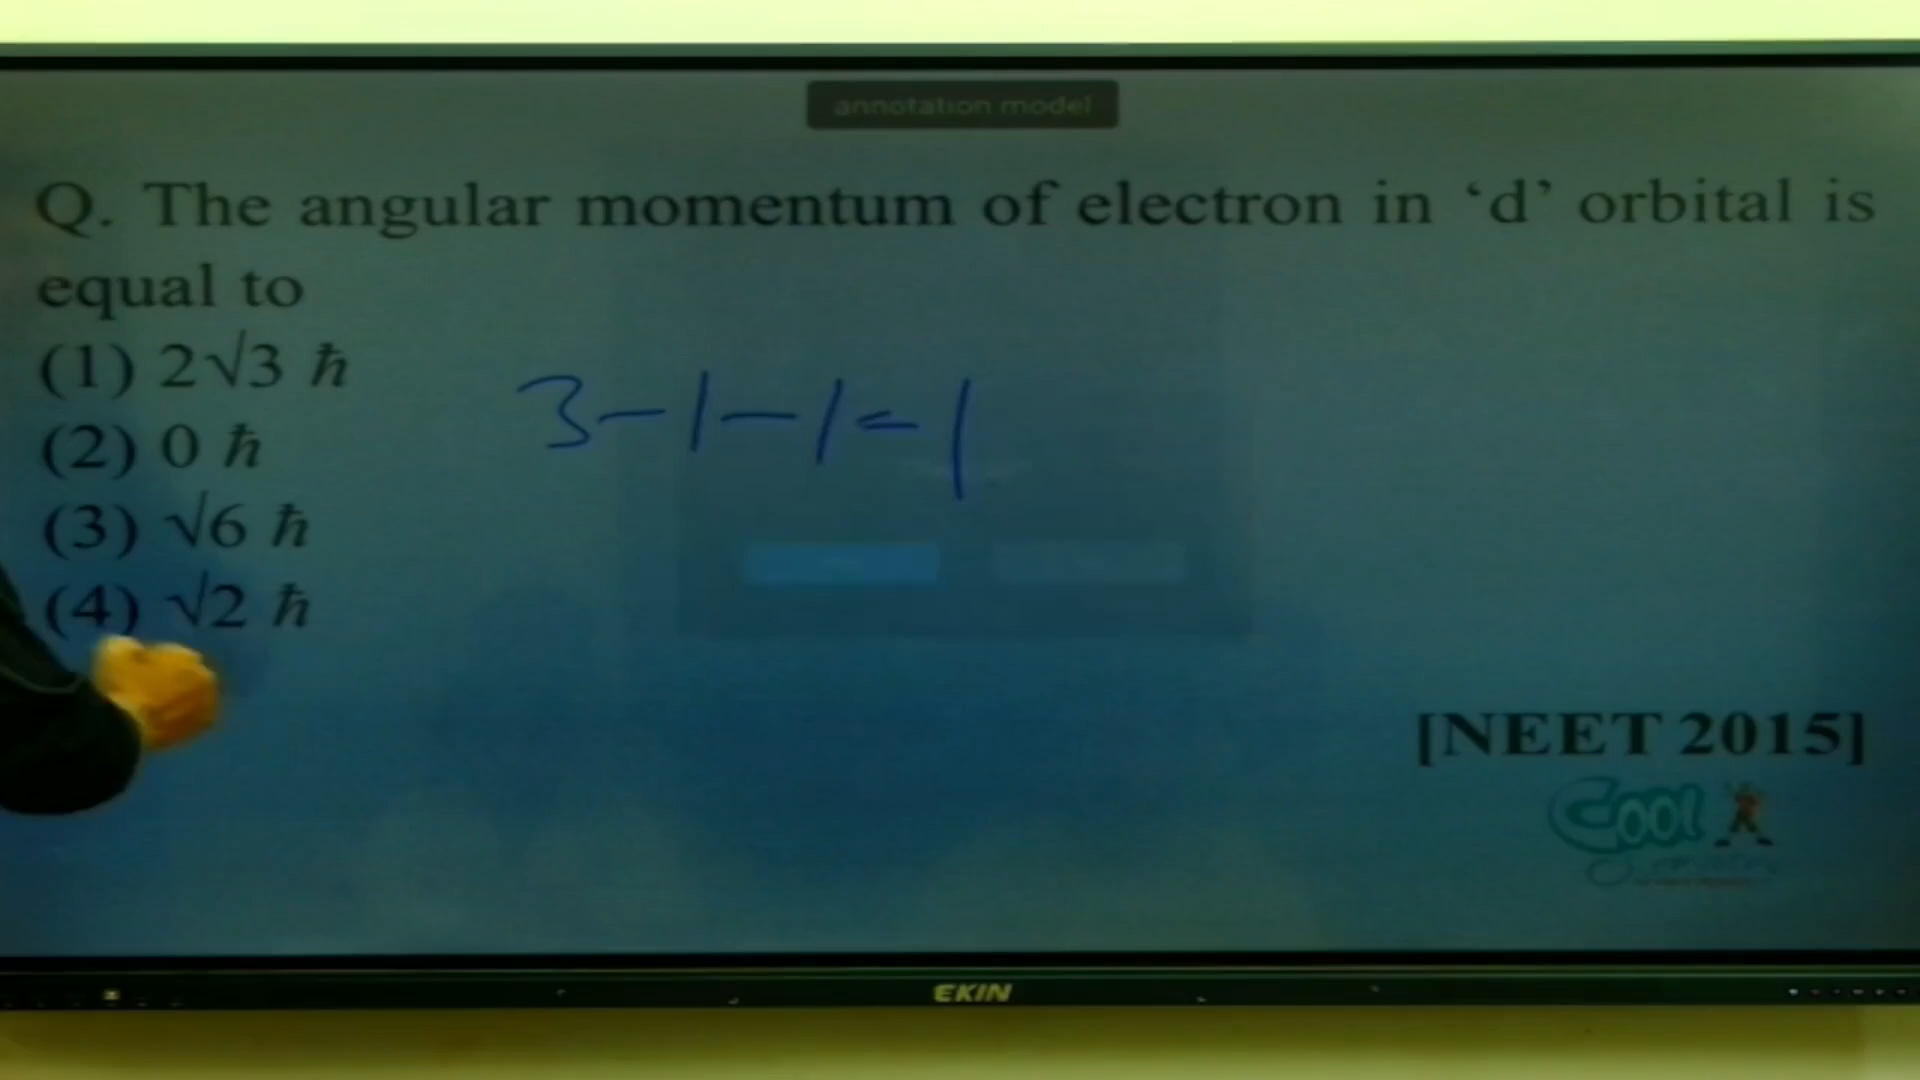 annotation model
Q. The angular momentum of electron in ‘d’ orbital is
equal to
(1) 2√3 ħ
(2) 0 ħ
(3) √6 ħ
(4) √2 ħ
3-1-1=1
[NEET 2015]
Cool
EKIN